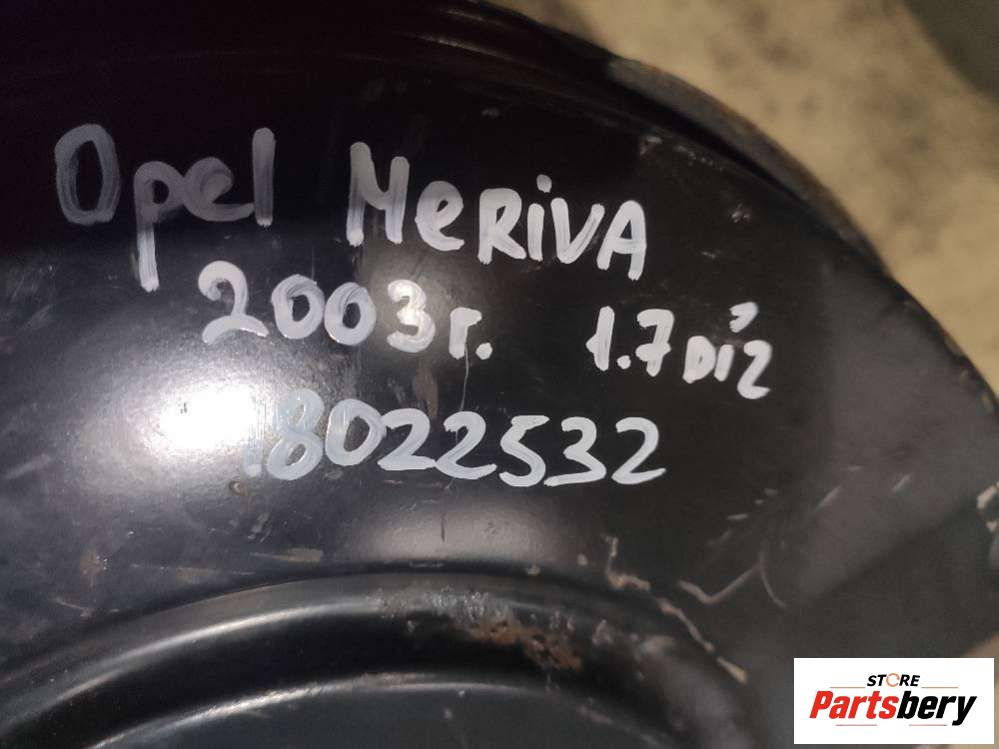 Opel MeRiVA
2003г. 1.7 Diz
18022532
STORE
Partsbery